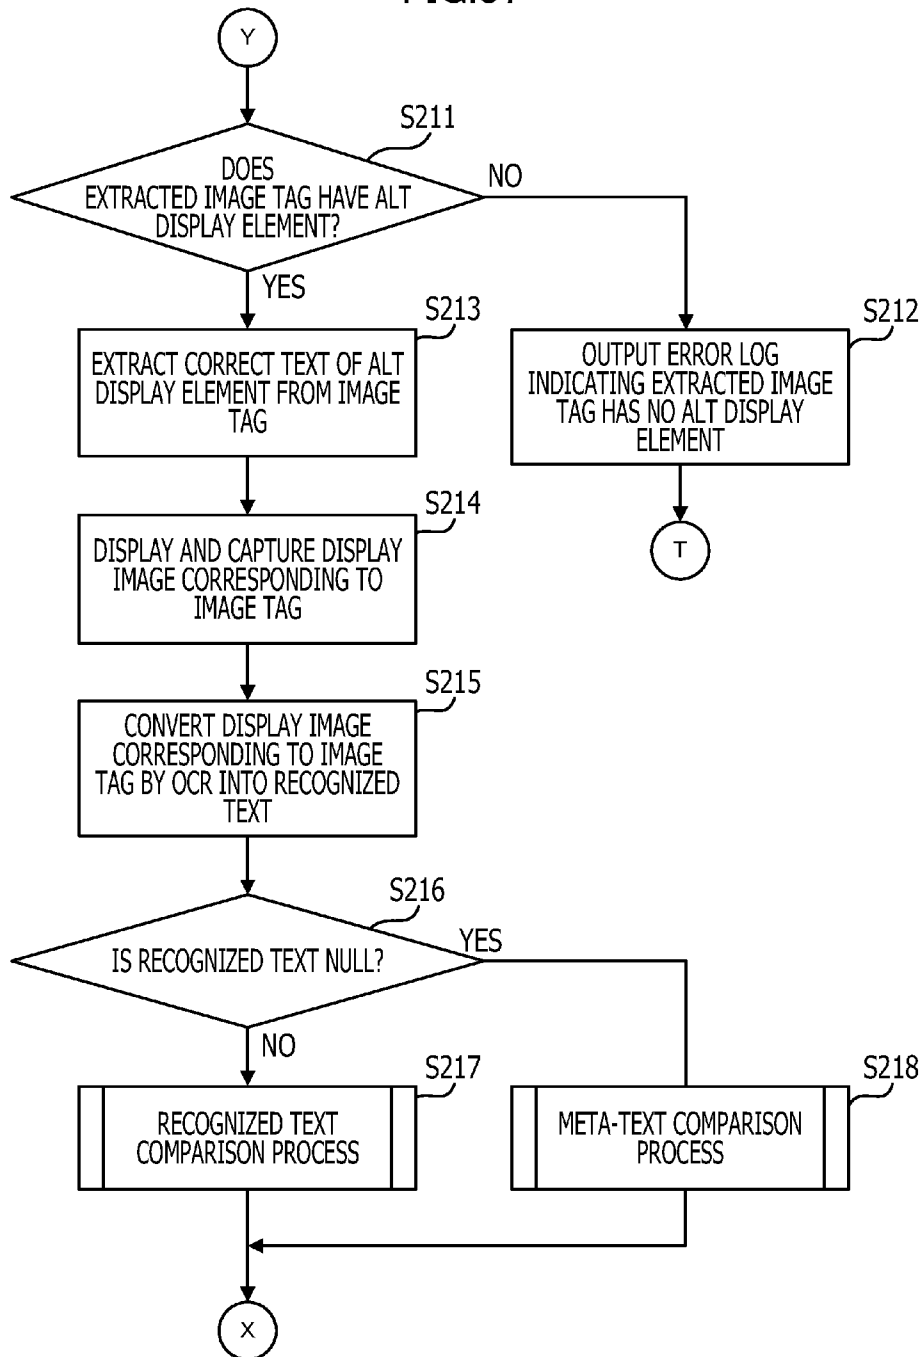 Y
S211
DOES
EXTRACTED IMAGE TAG HAVE ALT
DISPLAY ELEMENT?
NO
YES
S213
EXTRACT CORRECT TEXT OF ALT
DISPLAY ELEMENT FROM IMAGE
TAG
S212
OUTPUT ERROR LOG
INDICATING EXTRACTED IMAGE
TAG HAS NO ALT DISPLAY
ELEMENT
T
S214
DISPLAY AND CAPTURE DISPLAY
IMAGE CORRESPONDING TO
IMAGE TAG
S215
CONVERT DISPLAY IMAGE
CORRESPONDING TO IMAGE
TAG BY OCR INTO RECOGNIZED
TEXT
S216
IS RECOGNIZED TEXT NULL?
YES
NO
S217
RECOGNIZED TEXT
COMPARISON PROCESS
S218
META-TEXT COMPARISON
PROCESS
X